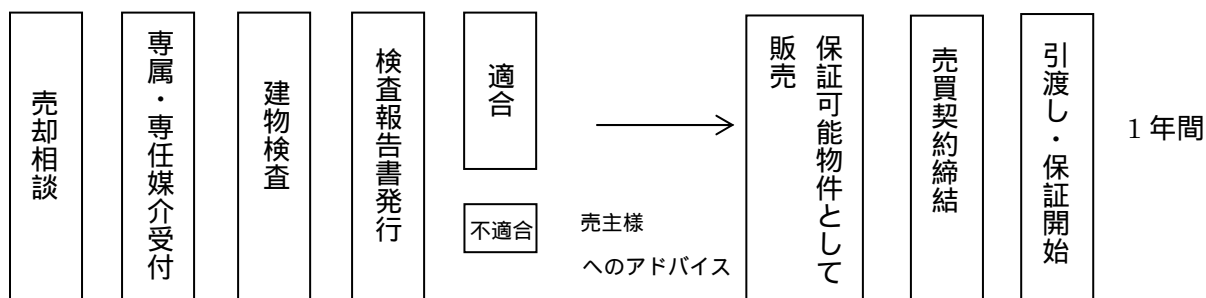 売却相談
専属・専任媒介受付
建物検査
検査報告書発行
適合
不適合
売主様
へのアドバイス
保証可能物件として
販売
売買契約締結
引渡し・保証開始
１年間